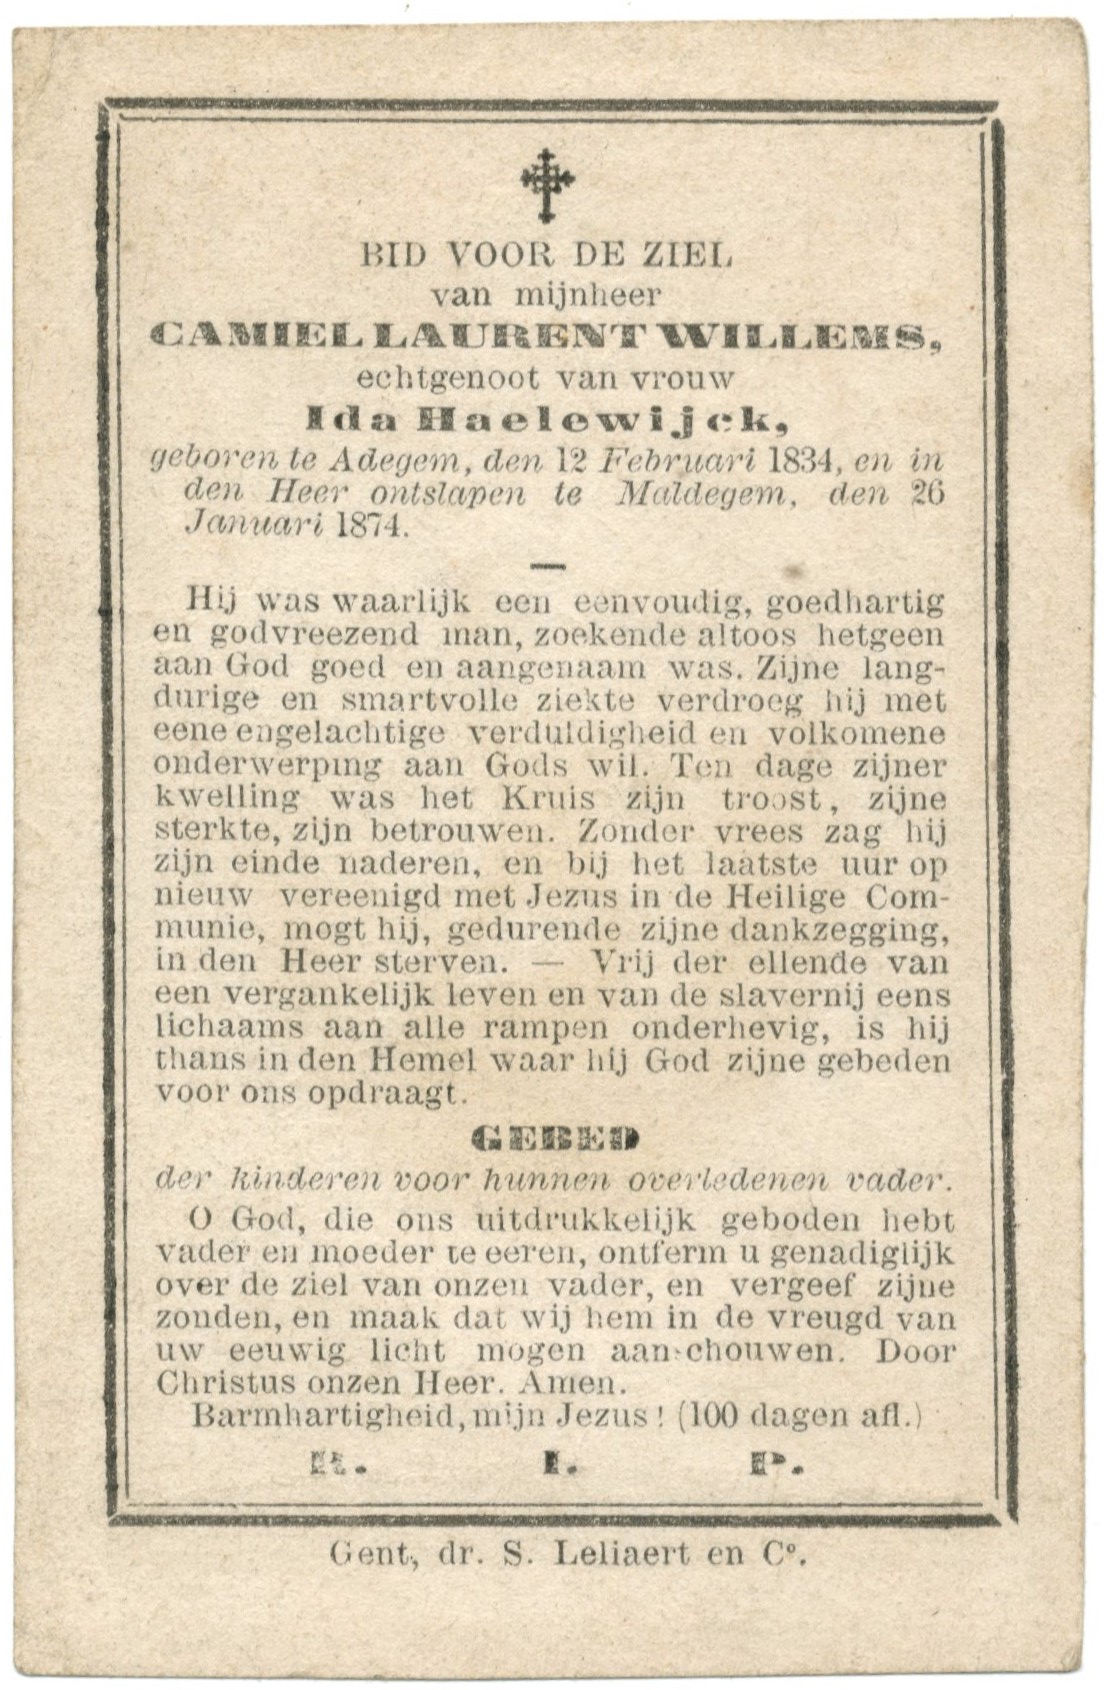 BID VOOR DE ZIEL
van mijnheer
CAMIEL LAURENT WILLEMS,
echtgenoot van vrouw
Ida Haelewijck,
geboren te Adegem, den 12 Februari 1834, en in
den Heer ontslapen te Maldegem, den 26
Januari 1874.
—
Hij was waarlijk een eenvoudig, goedhartig
en godvreezend man, zoekende altoos hetgeen
aan God goed en aangenaam was. Zijne lang-
durige en smartvolle ziekte verdroeg hij met
eene engelachtige verduldigheid en volkomene
onderwerping aan Gods wil. Ten dage zijner
kwelling was het Kruis zijn troost, zijne
sterkte, zijn betrouwen. Zonder vrees zag hij
zijn einde naderen, en bij het laatste uur op
nieuw vereenigd met Jezus in de Heilige Com-
munie, mogt hij, gedurende zijne dankzegging,
in den Heer sterven. — Vrij der ellende van
een vergankelijk leven en van de slavernij eens
lichaams aan alle rampen onderhevig, is hij
thans in den Hemel waar hij God zijne gebeden
voor ons opdraagt.
GEBED
der kinderen voor hunnen overledenen vader.
O God, die ons uitdrukkelijk geboden hebt
vader en moeder te eeren, ontferm u genadiglijk
over de ziel van onzen vader, en vergeef zijne
zonden, en maak dat wij hem in de vreugd van
uw eeuwig licht mogen aanschouwen. Door
Christus onzen Heer. Amen.
Barmhartigheid, mijn Jezus! (100 dagen afl.)
R. I. P.
Gent, dr. S. Leliaert en Cº.